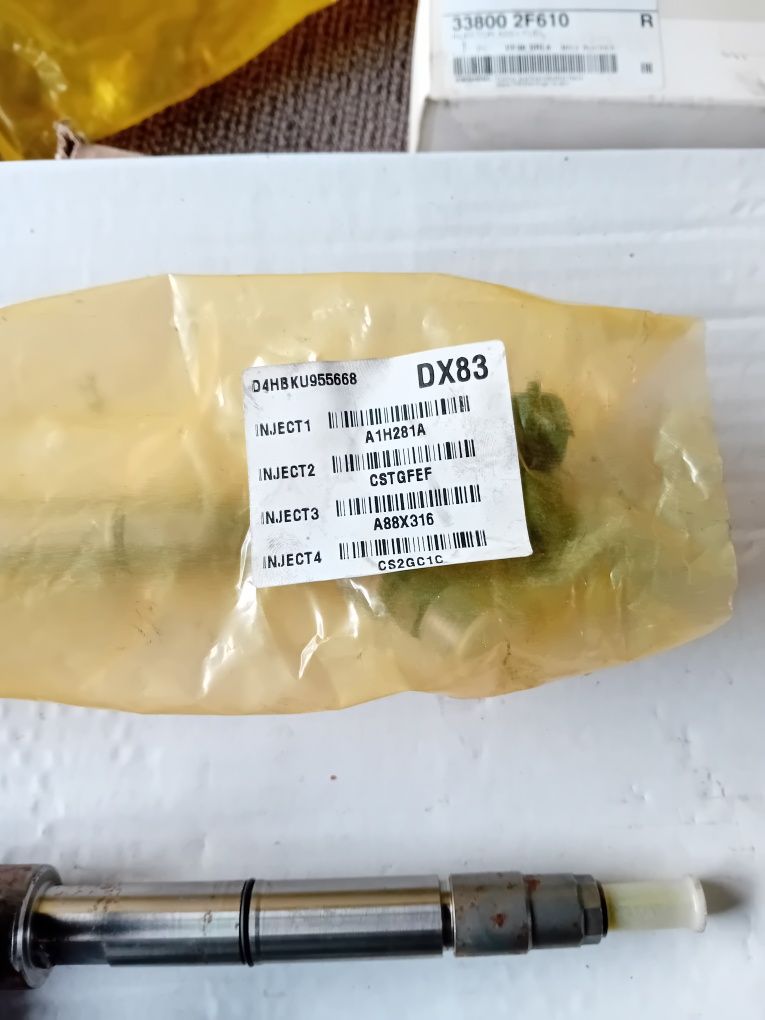 33800 2F610 R
D4HBKU955668 DX83
INJECT1
A1H281A
INJECT2
CSTGFEF
INJECT3
A88X316
INJECT4
CS2GC1C